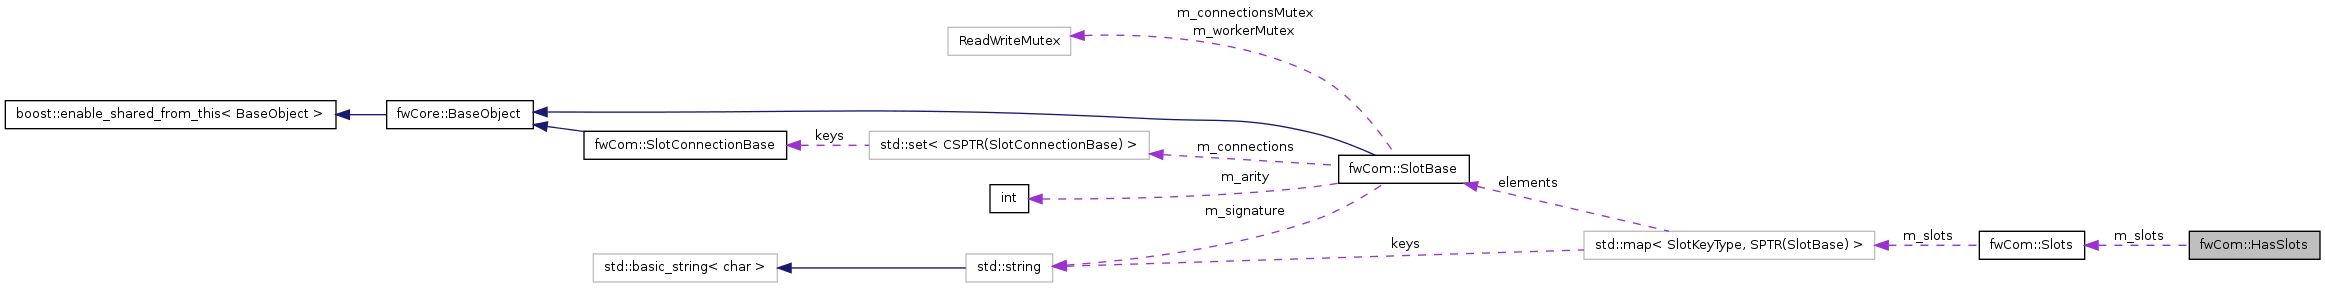 m_connectionsMutex
m_workerMutex
ReadWriteMutex
boost::enable_shared_from_this< BaseObject >
fwCore::BaseObject
keys
fwCom::SlotConnectionBase
std::set< CSPTR(SlotConnectionBase) >
m_connections
fwCom::SlotBase
m_arity
elements
int
m_signature
keys
std::map< SlotKeyType, SPTR(SlotBase) >
m_slots
fwCom::Slots
m_slots
fwCom::HasSlots
std::basic_string< char >
std::string